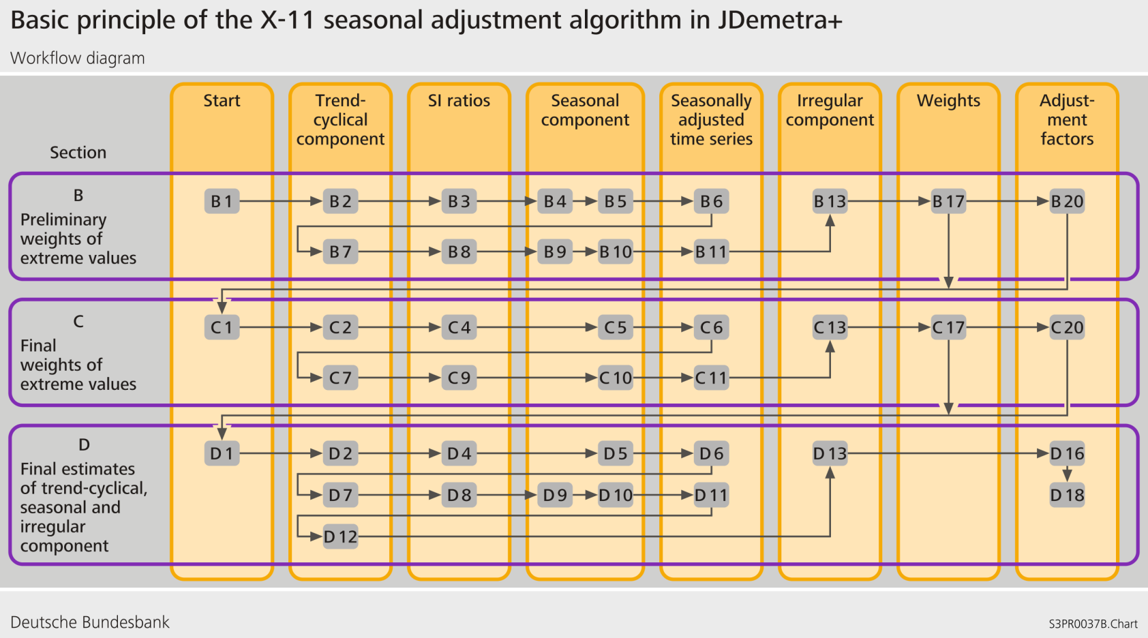 Basic principle of the X-11 seasonal adjustment algorithm in JDemetra+
Workflow diagram
Section
Start
Trend-
cyclical
component
SI ratios
Seasonal
component
Seasonally
adjusted
time series
Irregular
component
Weights
Adjust-
ment
factors
B
Preliminary
weights of
extreme values
B 1 B 2 B 3 B 4 B 5 B 6 B 13 B 17 B 20
B 7 B 8 B 9 B 10 B 11
C
Final
weights of
extreme values
C 1 C 2 C 4 C 5 C 6 C 13 C 17 C 20
C 7 C 9 C 10 C 11
D
Final estimates
of trend-cyclical,
seasonal and
irregular
component
D 1 D 2 D 4 D 5 D 6 D 13 D 16
D 7 D 8 D 9 D 10 D 11 D 18
D 12
Deutsche Bundesbank
S3PR0037B.Chart